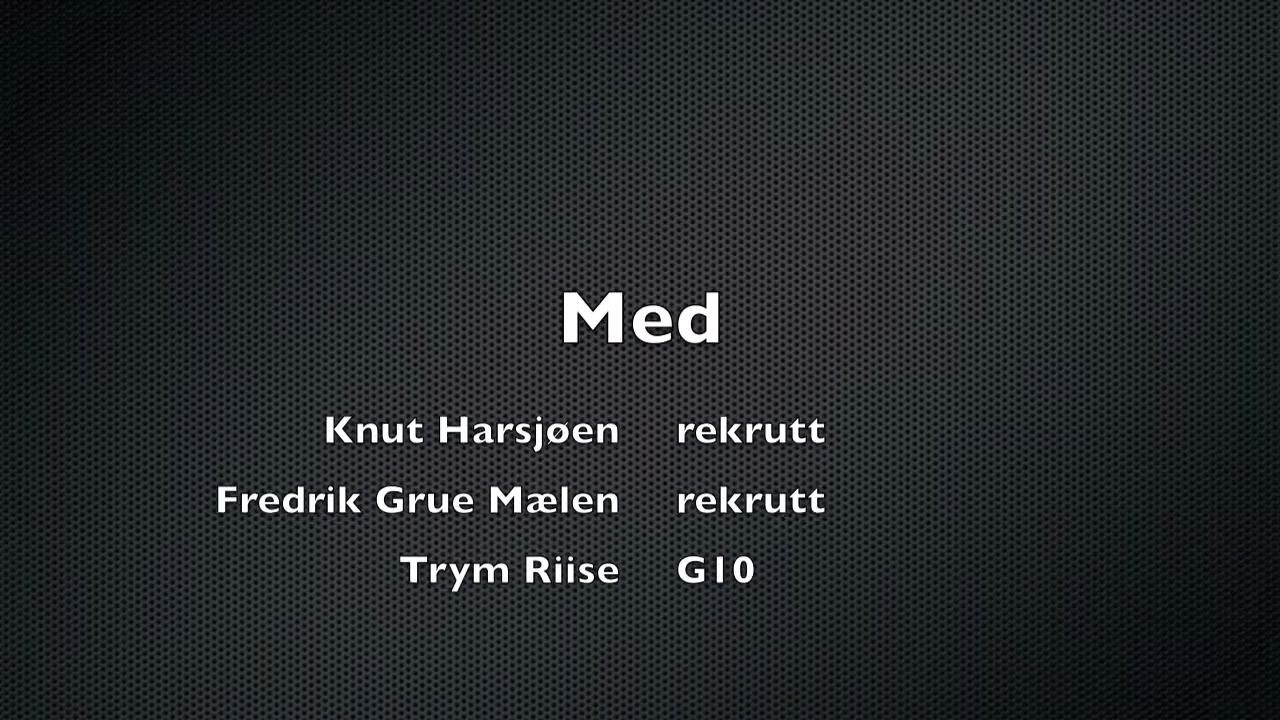 Med
Knut Harsjøen rekrutt
Fredrik Grue Mælen rekrutt
Trym Riise G10